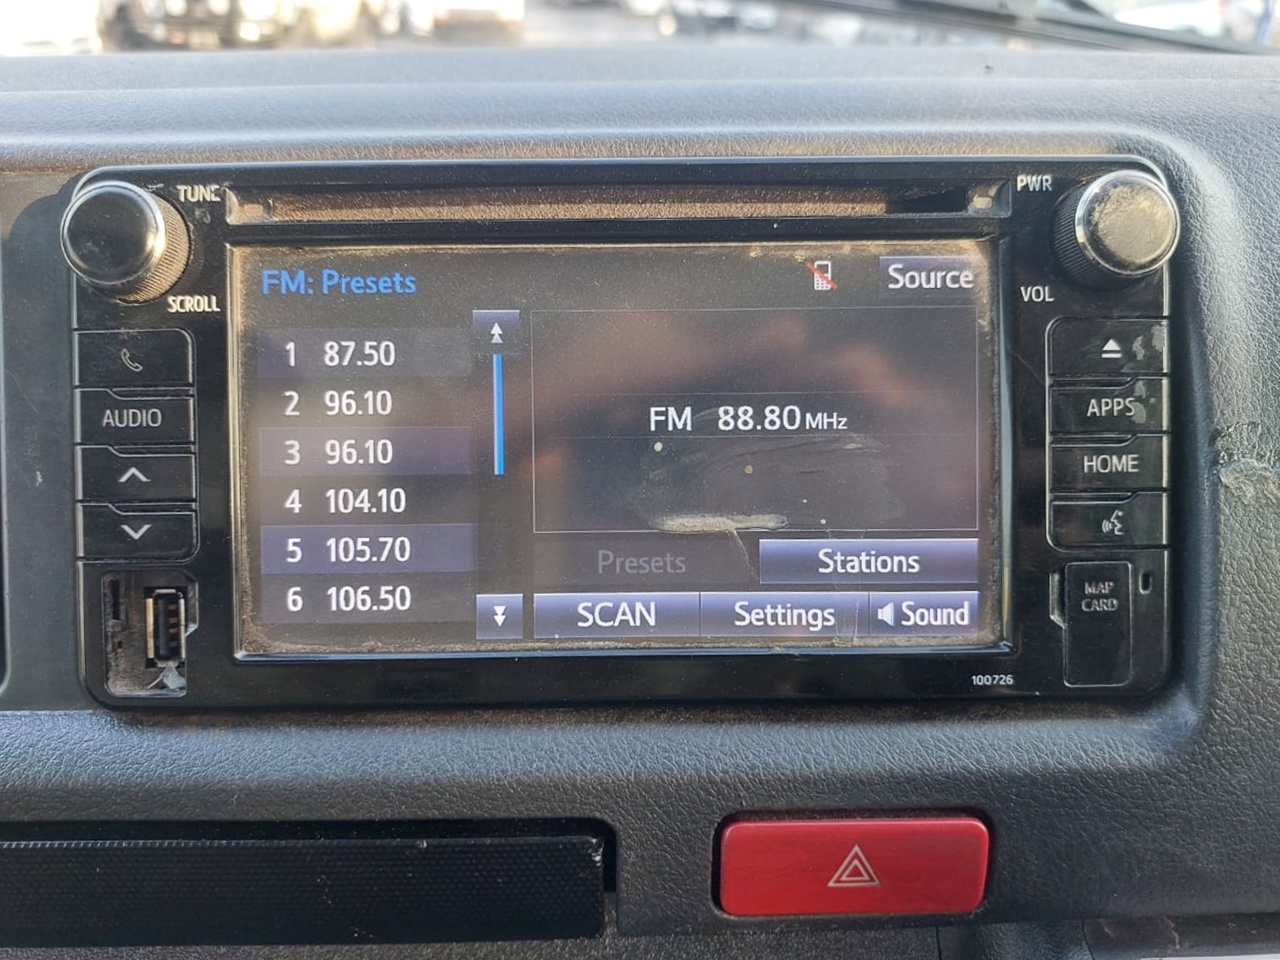 TUNE
PWR
SCROLL
VOL
FM: Presets
Source
1 87.50
2 96.10
3 96.10
4 104.10
5 105.70
6 106.50
FM 88.80 MHz
Presets
Stations
SCAN
Settings
Sound
AUDIO
APPS
HOME
MAP
CARD
100726